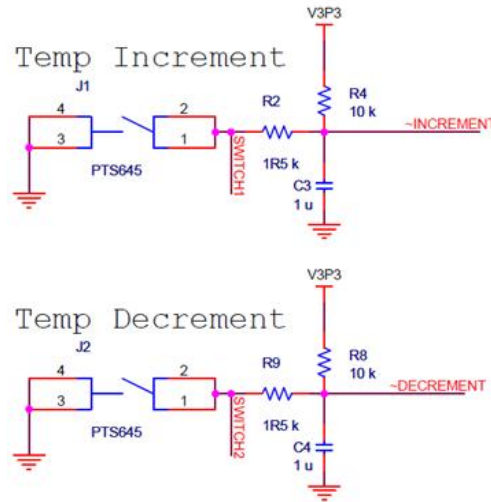 V3P3
Temp Increment
J1
R2
R4
10 k
4
2
3
1
~INCREMENT
PTS645
SWITCH1
1R5 k
C3
1 u
V3P3
Temp Decrement
J2
R9
R8
10 k
4
2
3
1
~DECREMENT
PTS645
SWITCH2
1R5 k
C4
1 u